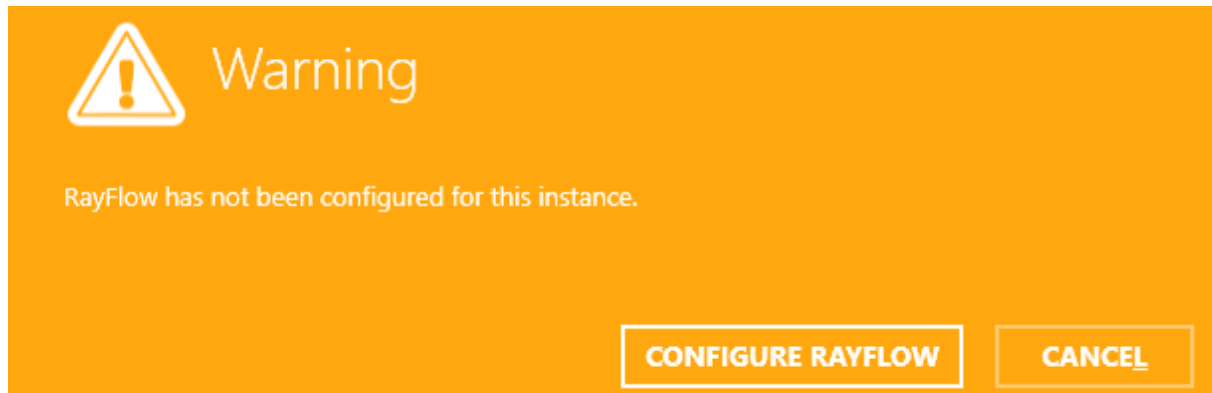 Warning
RayFlow has not been configured for this instance.
CONFIGURE RAYFLOW
CANCEL